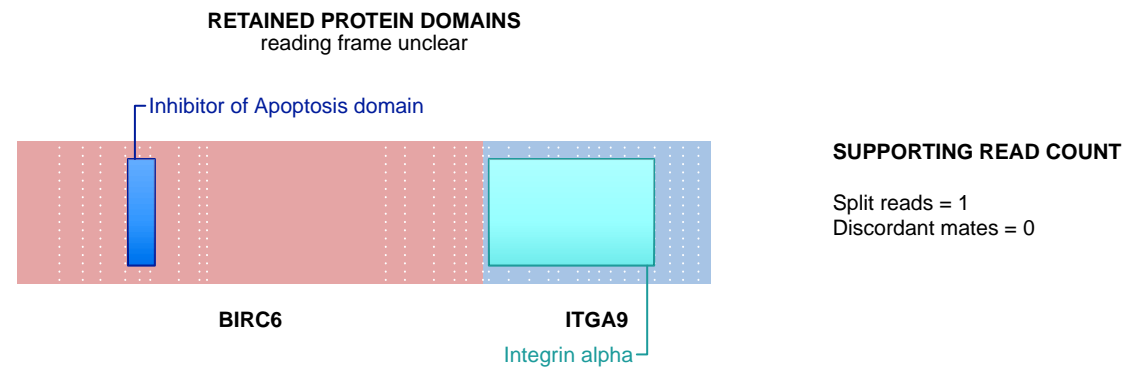 RETAINED PROTEIN DOMAINS
reading frame unclear
Inhibitor of Apoptosis domain
BIRC6
ITGA9
Integrin alpha
SUPPORTING READ COUNT
Split reads = 1
Discordant mates = 0